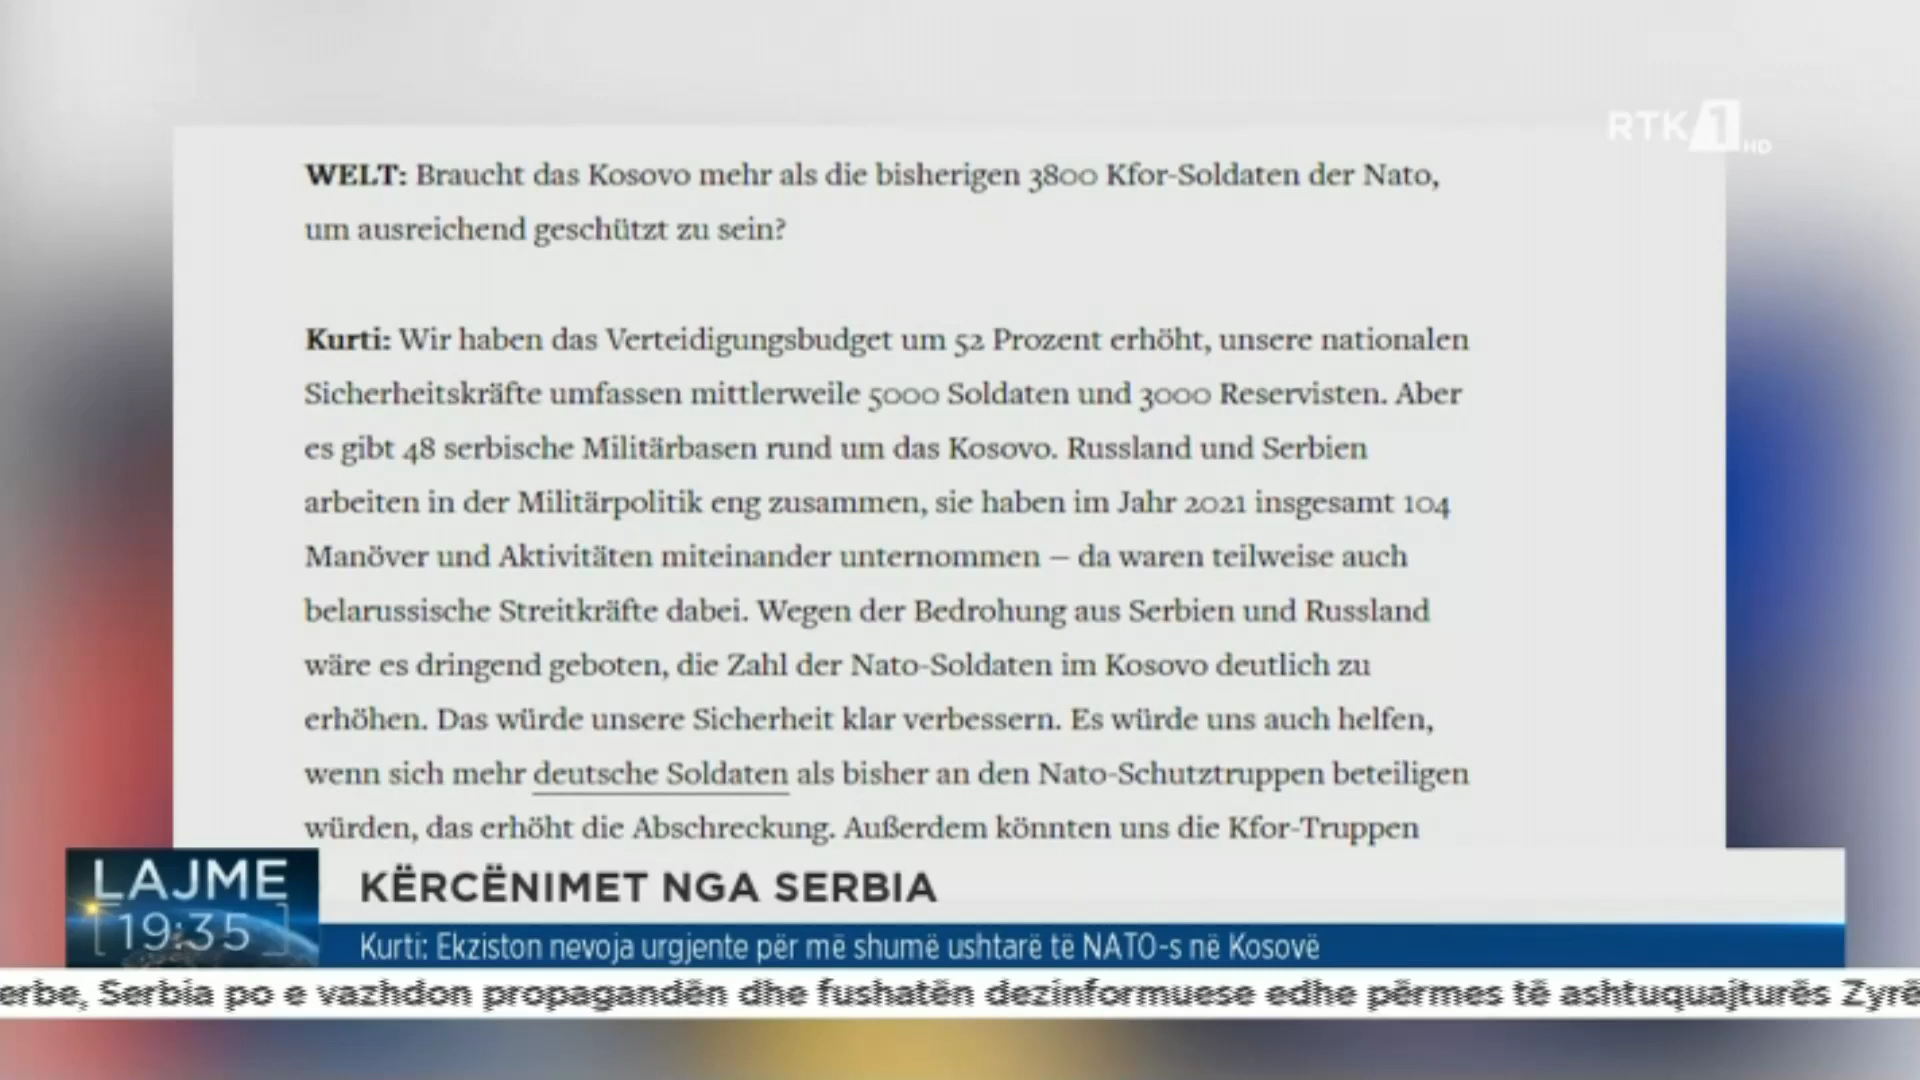 RTK 1 HD
WELT: Braucht das Kosovo mehr als die bisherigen 3800 Kfor-Soldaten der Nato,
um ausreichend geschützt zu sein?
Kurti: Wir haben das Verteidigungsbudget um 52 Prozent erhöht, unsere nationalen
Sicherheitskräfte umfassen mittlerweile 5000 Soldaten und 3000 Reservisten. Aber
es gibt 48 serbische Militärbasen rund um das Kosovo. Russland und Serbien
arbeiten in der Militärpolitik eng zusammen, sie haben im Jahr 2021 insgesamt 104
Manöver und Aktivitäten miteinander unternommen – da waren teilweise auch
belarussische Streitkräfte dabei. Wegen der Bedrohung aus Serbien und Russland
wäre es dringend geboten, die Zahl der Nato-Soldaten im Kosovo deutlich zu
erhöhen. Das würde unsere Sicherheit klar verbessern. Es würde uns auch helfen,
wenn sich mehr deutsche Soldaten als bisher an den Nato-Schutztruppen beteiligen
würden, das erhöht die Abschreckung. Außerdem könnten uns die Kfor-Truppen
LAJME
19:35
KËRCËNIMET NGA SERBIA
Kurti: Ekziston nevoja urgjente për më shumë ushtarë të NATO-s në Kosovë
erbe, Serbia po e vazhdon propagandën dhe fushatën dezinformuese edhe përmes të ashtuquajturës Zyrë